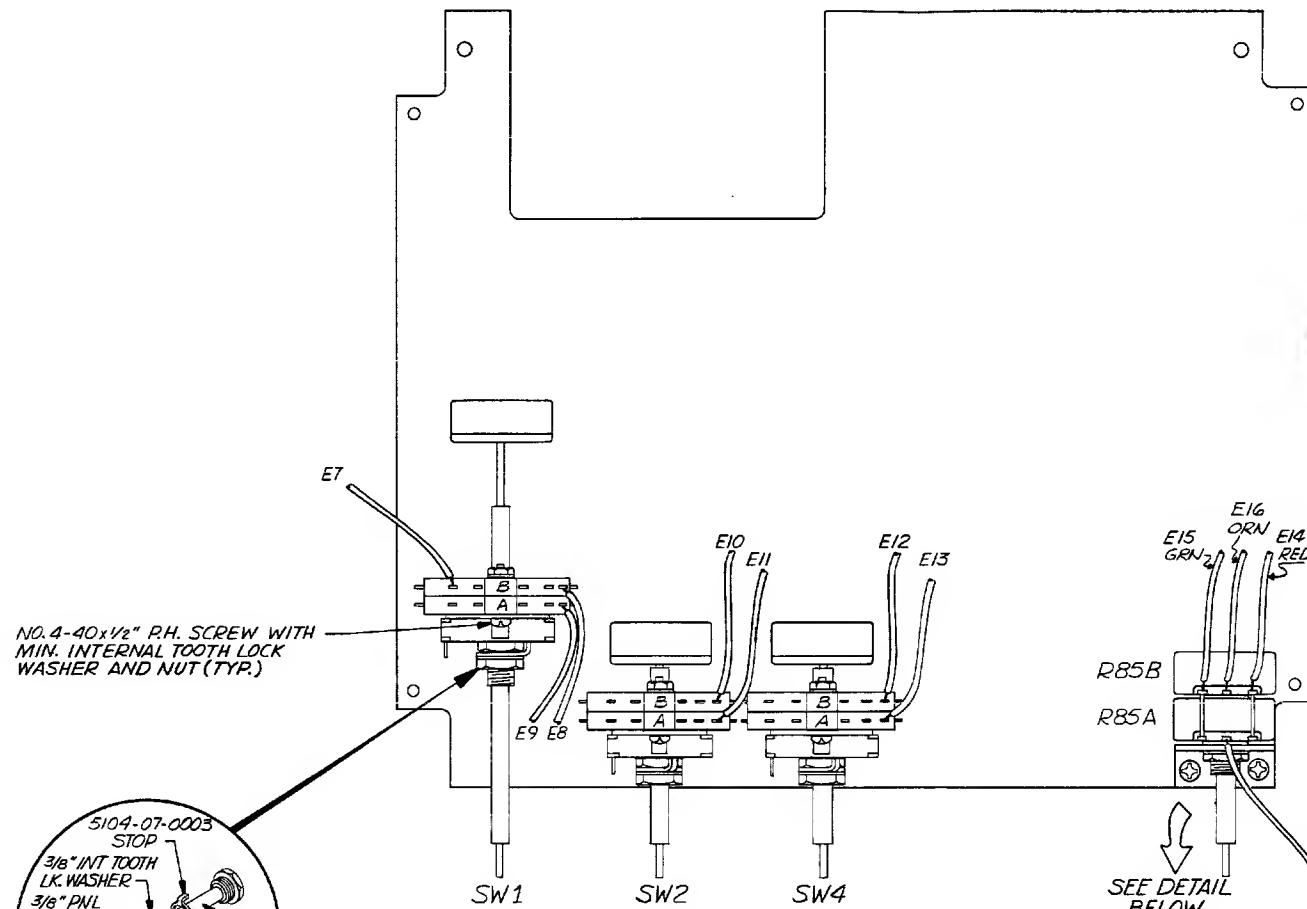 E7
B
A
NO. 4-40x1/2" P.H. SCREW WITH
MIN. INTERNAL TOOTH LOCK
WASHER AND NUT (TYP.)
E9 E8
E10
E11
B
A
E12
E13
B
A
E15
GRN
E16
ORN
E14
RED
R85B
R85A
5104-07-0003
STOP
3/8" INT TOOTH
LK. WASHER
3/8" PNL
SW1
SW2
SW4
SEE DETAIL
BELOW